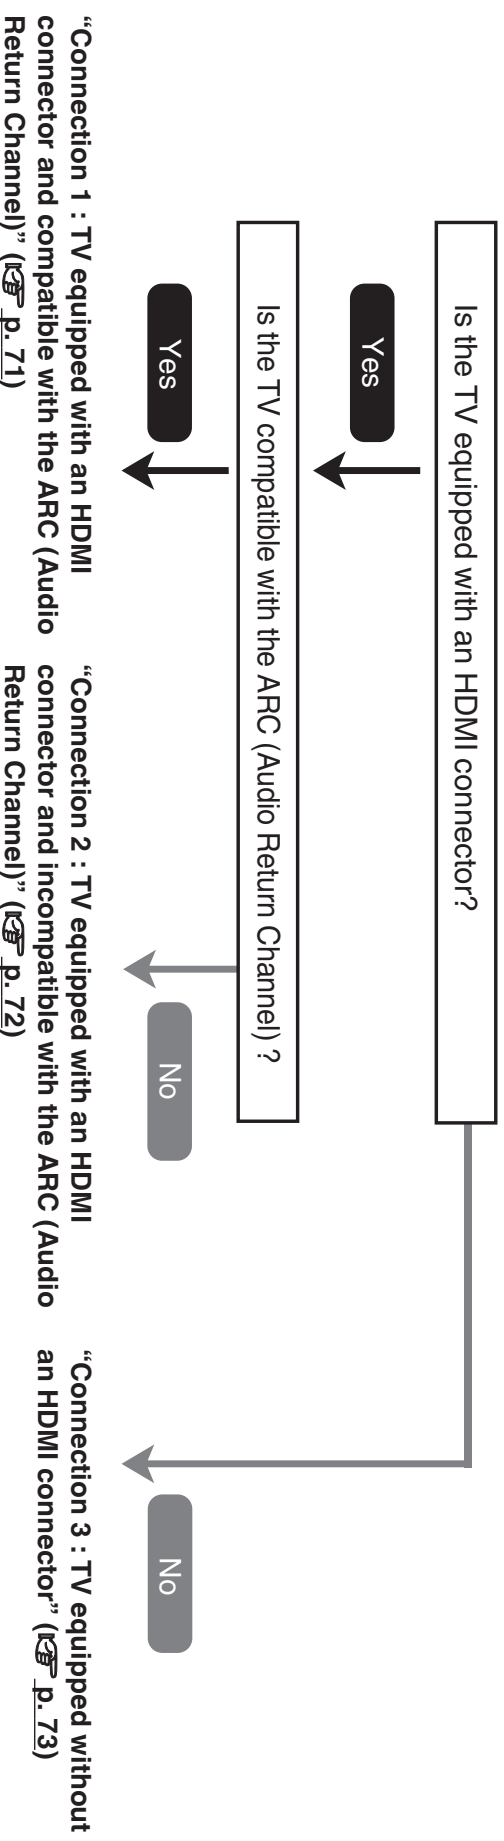 Is the TV equipped with an HDMI connector?
Yes
Is the TV compatible with the ARC (Audio Return Channel) ?
Yes
No
No
“Connection 1 : TV equipped with an HDMI
connector and compatible with the ARC (Audio
Return Channel)” (☞ p. 71)
“Connection 2 : TV equipped with an HDMI
connector and incompatible with the ARC (Audio
Return Channel)” (☞ p. 72)
“Connection 3 : TV equipped without
an HDMI connector” (☞ p. 73)